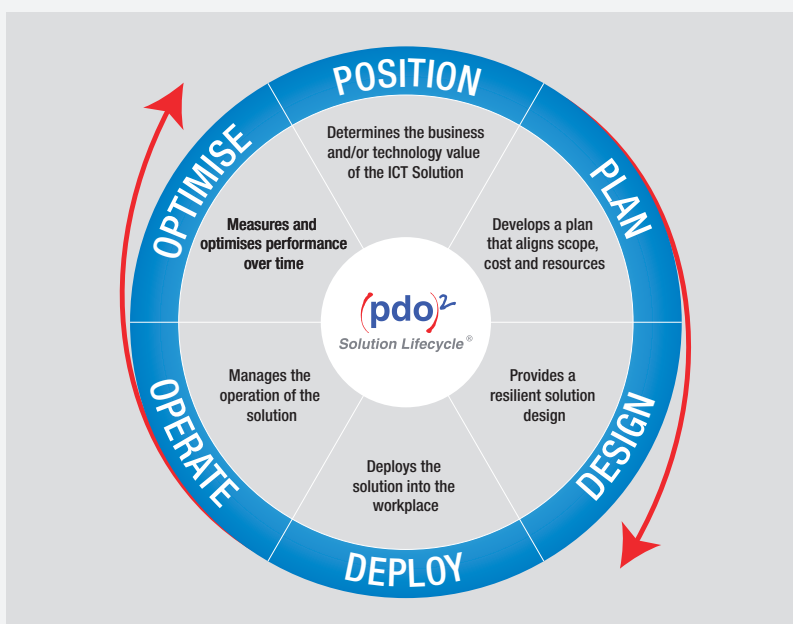 POSITION
Determines the business
and/or technology value
of the ICT Solution
PLAN
Develops a plan
that aligns scope,
cost and resources
DESIGN
Provides a
resilient solution
design
DEPLOY
Deploys the
solution into the
workplace
OPERATE
Manages the
operation of the
solution
OPTIMISE
Measures and
optimises performance
over time
(pdo)²
Solution Lifecycle®